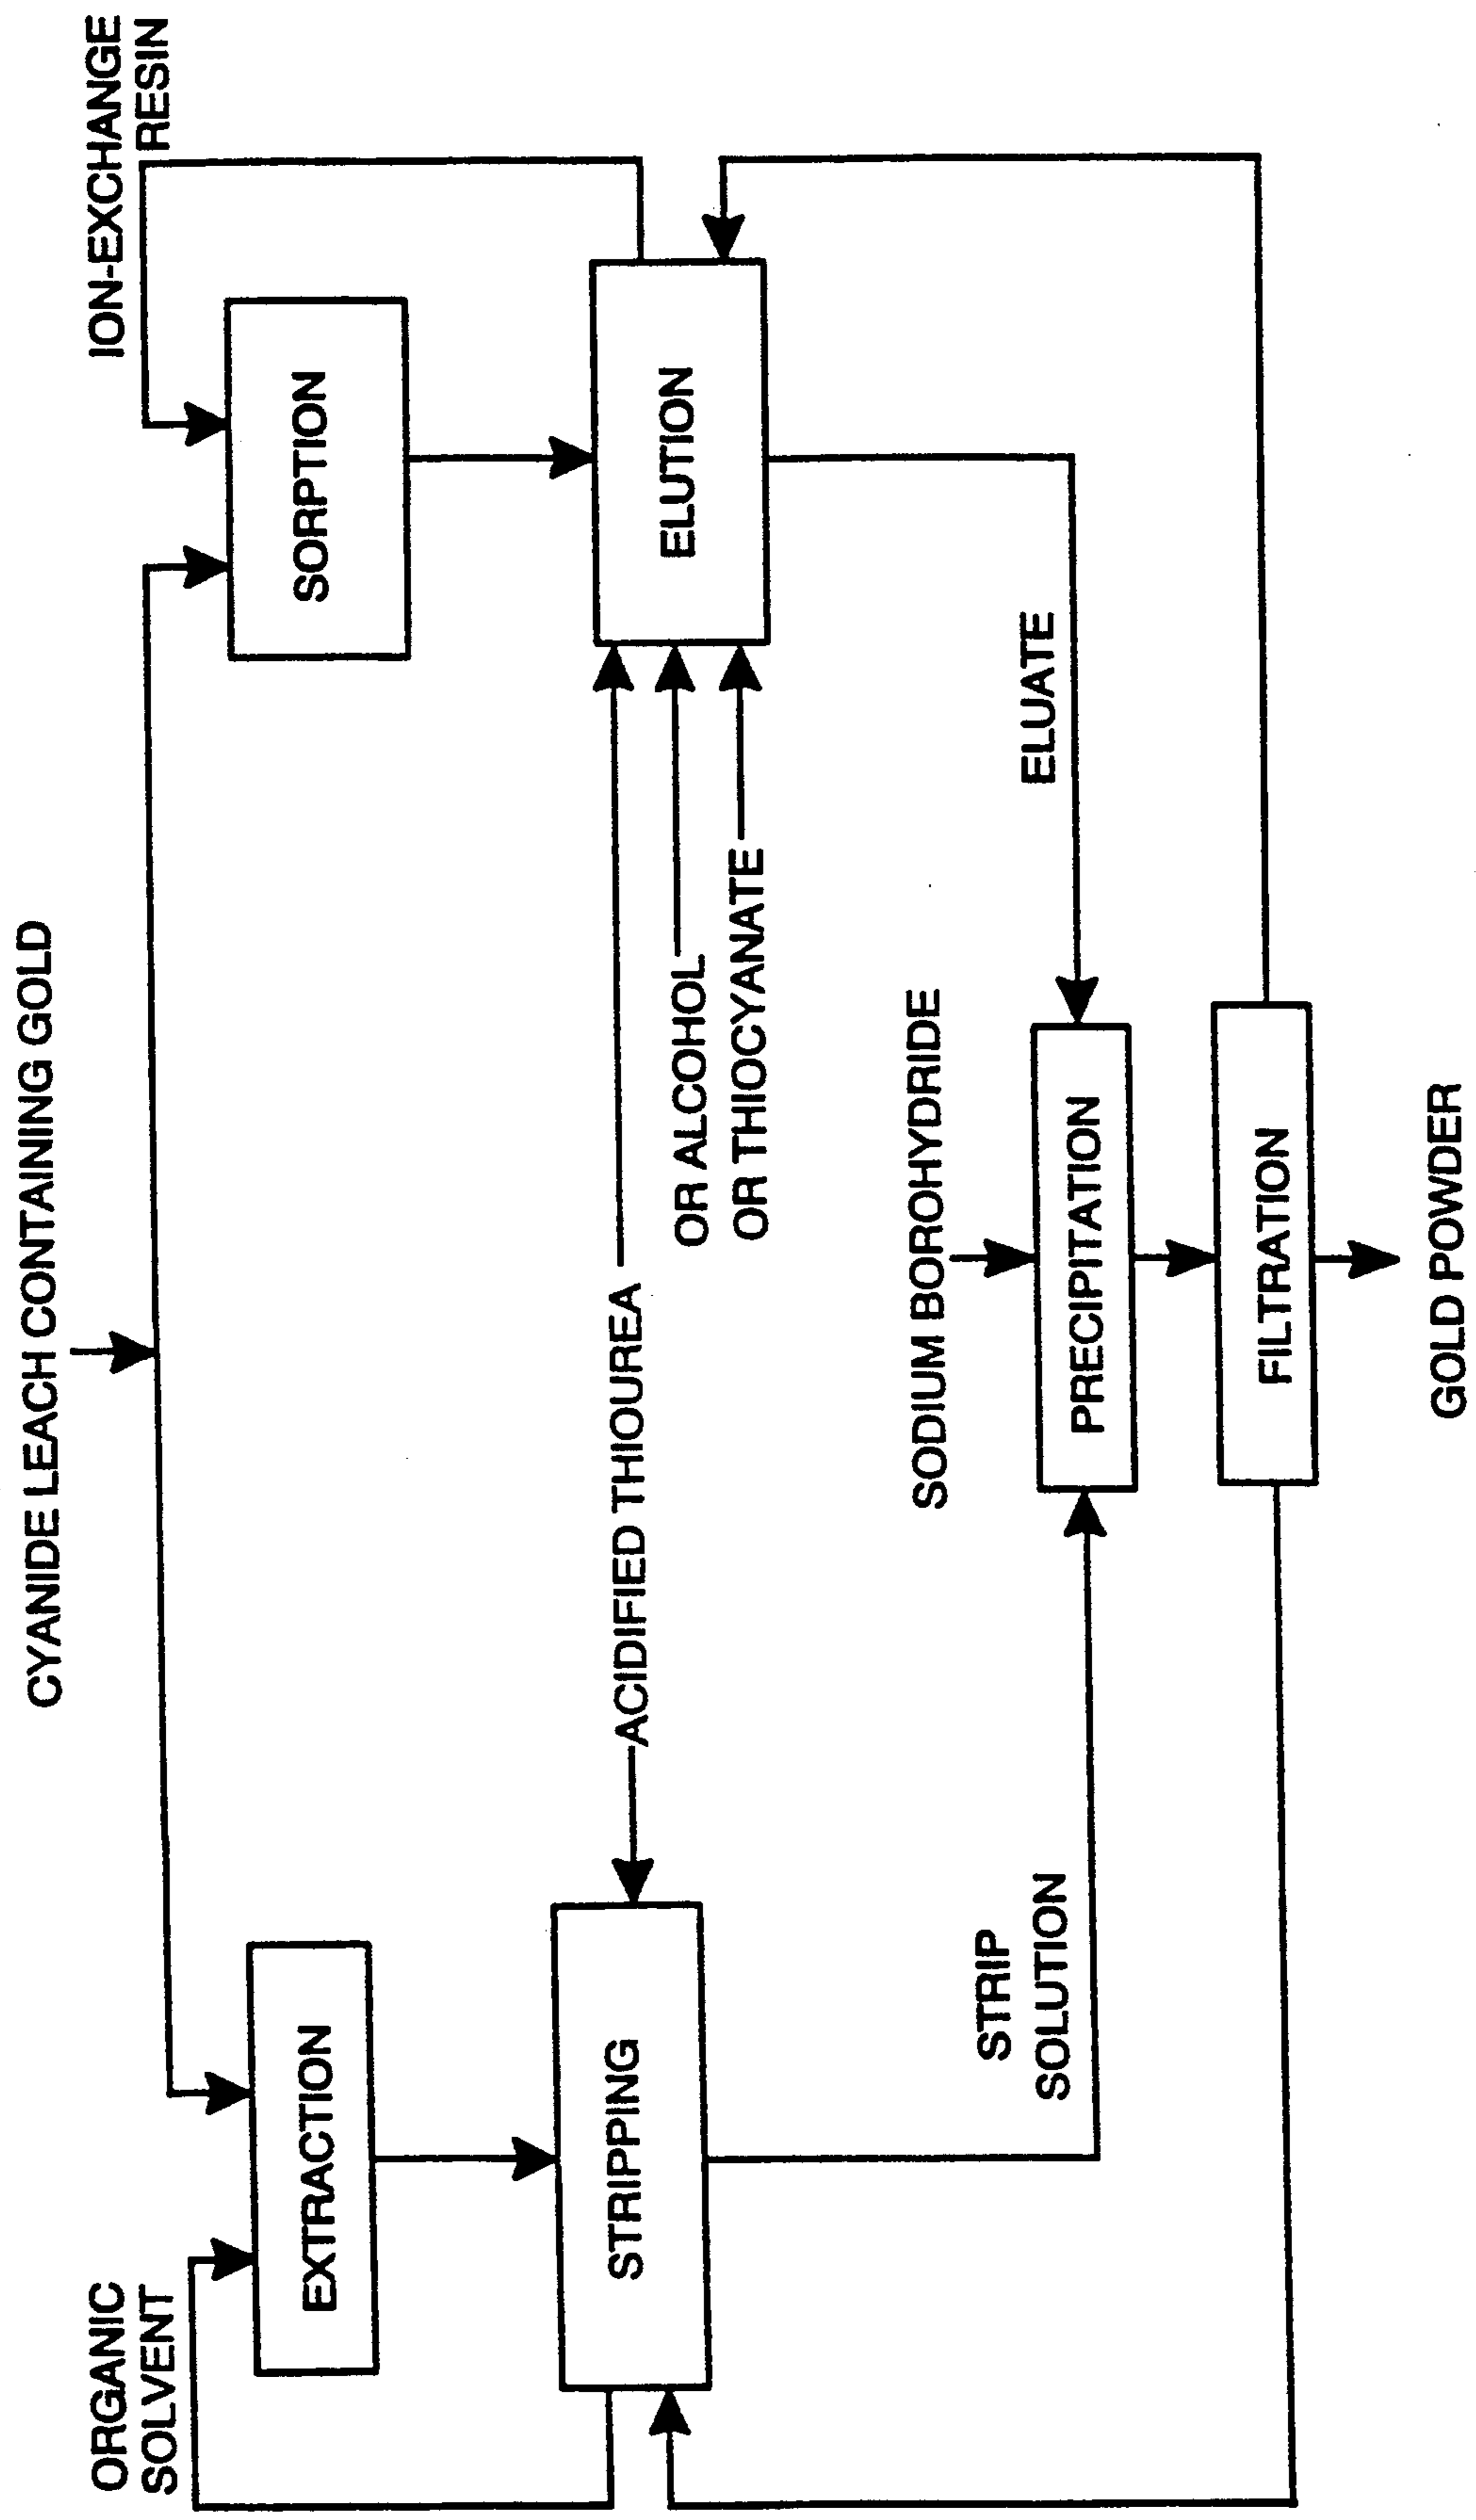 CYANIDE LEACH CONTAINING GOLD
ORGANIC
SOLVENT
ION-EXCHANGE
RESIN
EXTRACTION
SORPTION
STRIPPING
ACIDIFIED THIOUREA
ELUTION
OR ALCOHOL
OR THIOCYANATE
SODIUM BOROHYDRIDE
STRIP
SOLUTION
ELUATE
PRECIPITATION
FILTRATION
GOLD POWDER